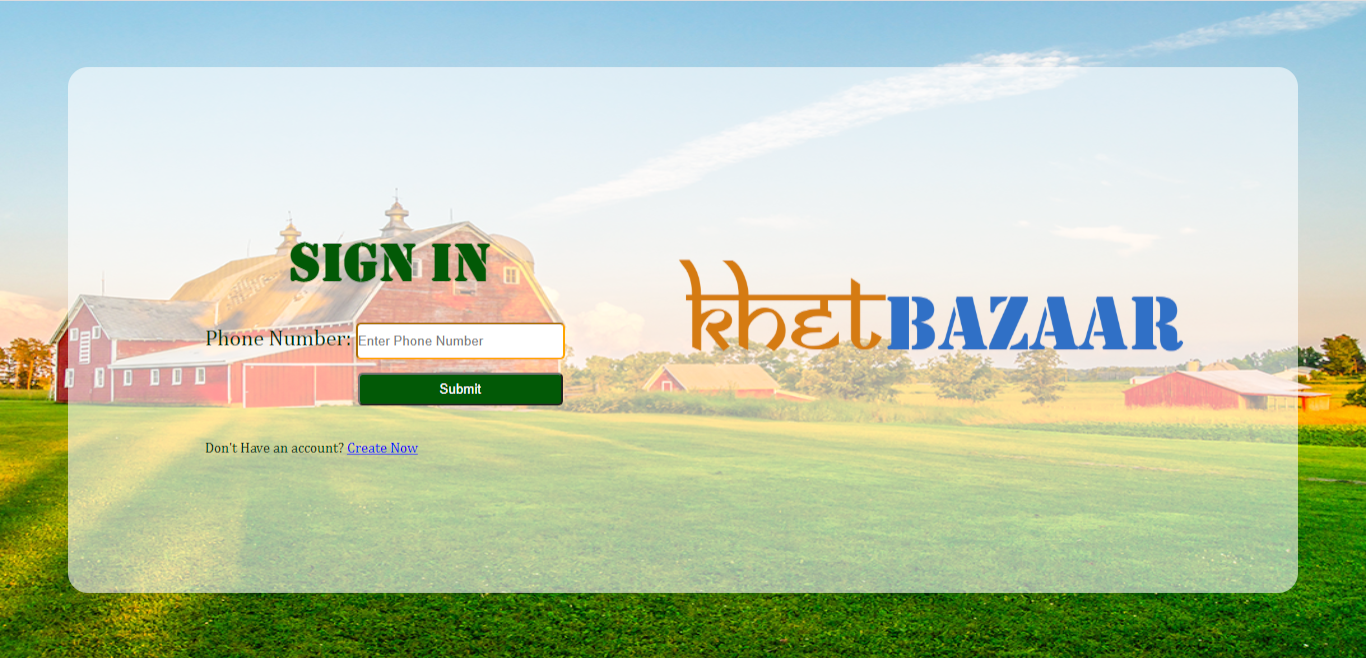 SIGN IN
Phone Number: Enter Phone Number
Submit
Don't Have an account? Create Now
khetBAZAAR